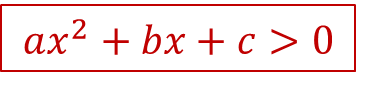 ax² + bx + c > 0